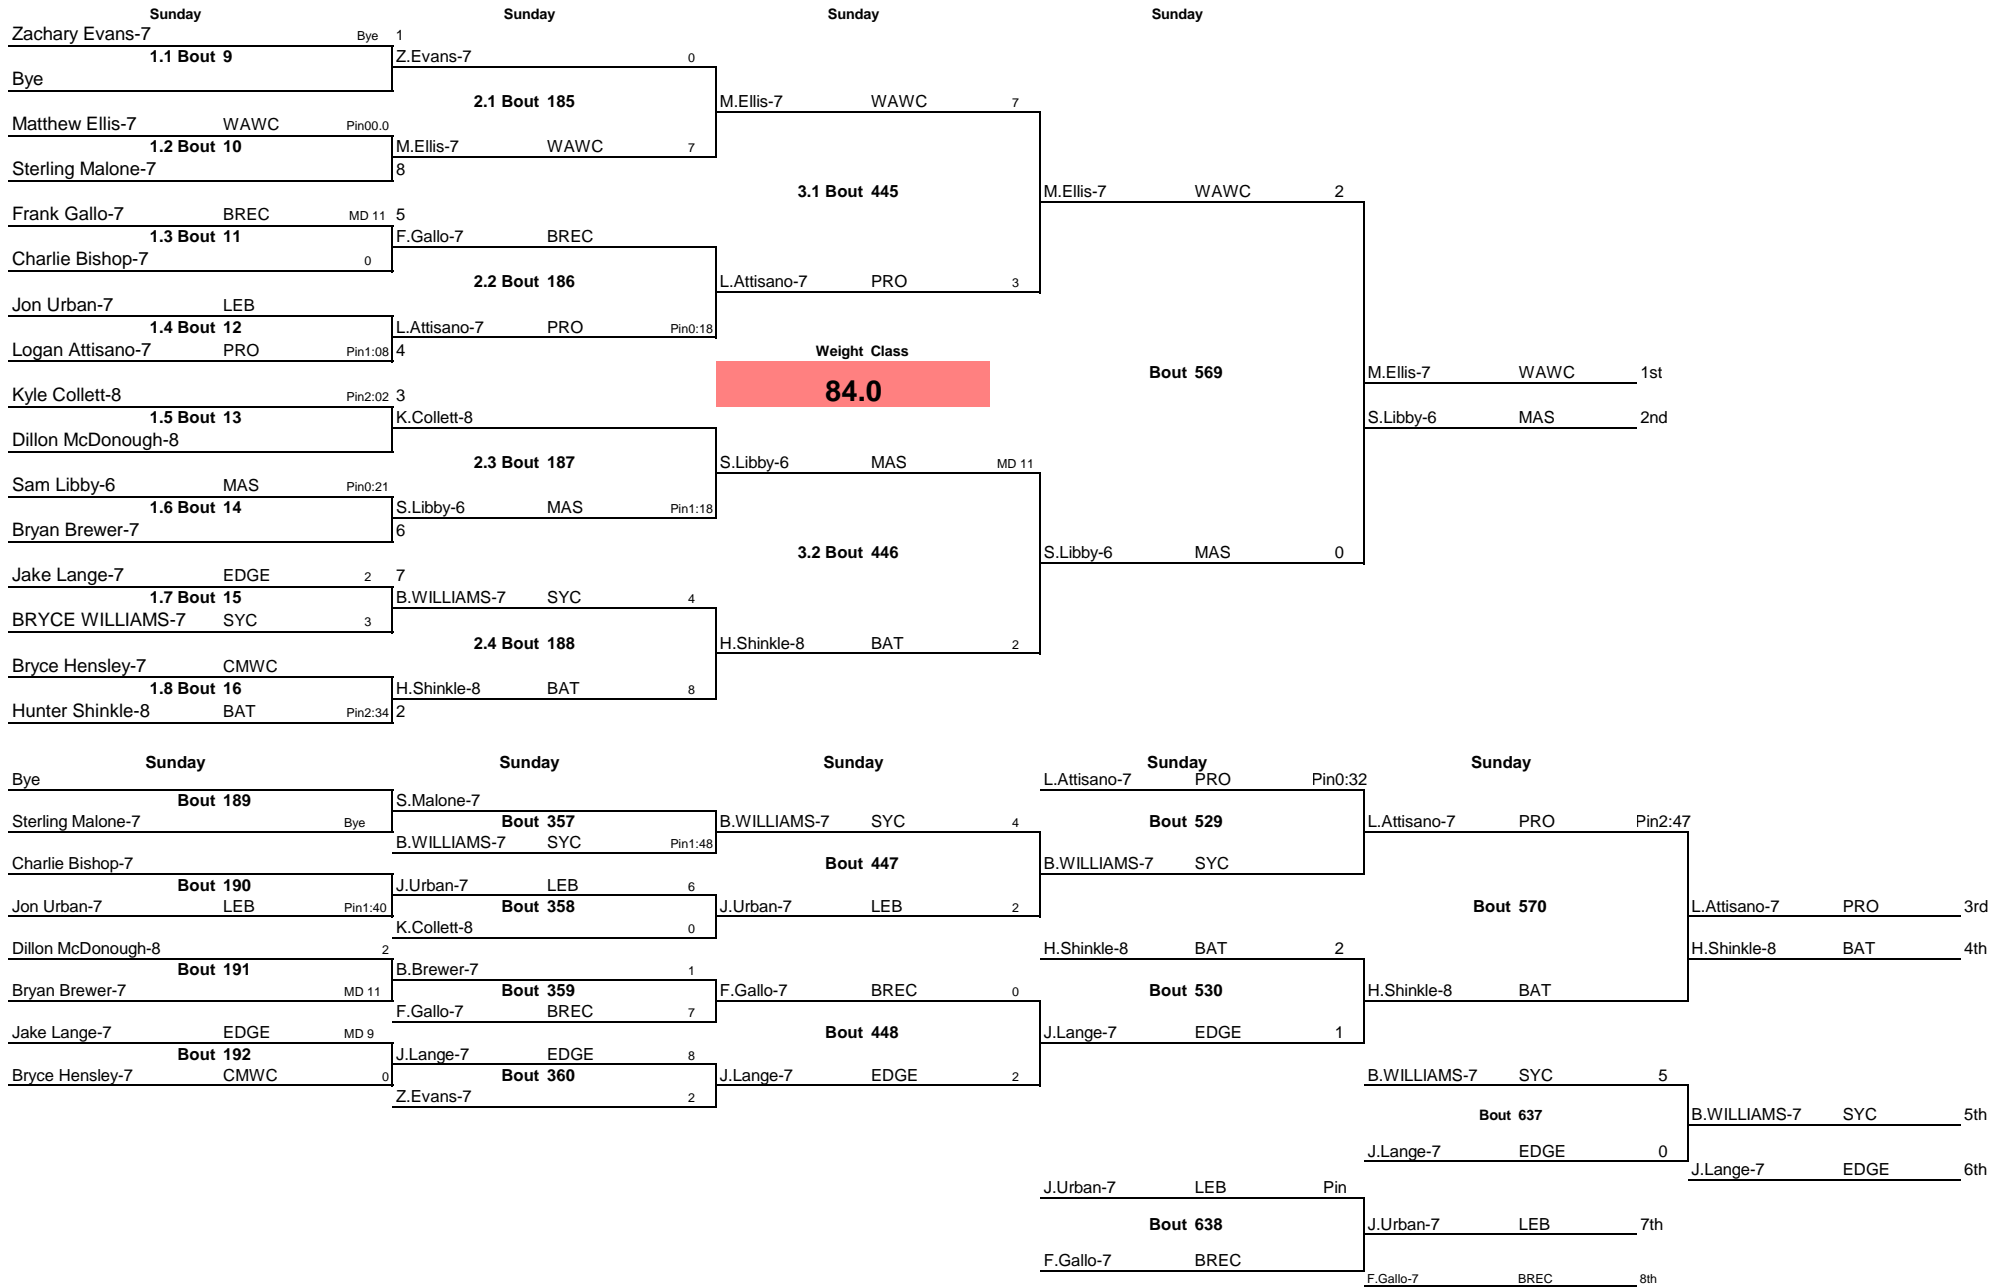 Sunday Sunday Sunday Sunday
Zachary Evans-7 Bye 1
1.1 Bout 9 Z.Evans-7 0
Bye
2.1 Bout 185 M.Ellis-7 WAWC 7
Matthew Ellis-7 WAWC Pin00.0
1.2 Bout 10 M.Ellis-7 WAWC 7
Sterling Malone-7 8
3.1 Bout 445 M.Ellis-7 WAWC 2
Frank Gallo-7 BREC MD 11 5
1.3 Bout 11 F.Gallo-7 BREC
Charlie Bishop-7 0
2.2 Bout 186 L.Attisano-7 PRO 3
Jon Urban-7 LEB
1.4 Bout 12 L.Attisano-7 PRO Pin0:18
Logan Attisano-7 PRO Pin1:08 4 Weight Class
Bout 569 M.Ellis-7 WAWC 1st
Kyle Collett-8 Pin2:02 3 84.0
1.5 Bout 13 K.Collett-8 S.Libby-6 MAS 2nd
Dillon McDonough-8
2.3 Bout 187 S.Libby-6 MAS MD 11
Sam Libby-6 MAS Pin0:21
1.6 Bout 14 S.Libby-6 MAS Pin1:18
Bryan Brewer-7 6
3.2 Bout 446 S.Libby-6 MAS 0
Jake Lange-7 EDGE 2 7
1.7 Bout 15 B.WILLIAMS-7 SYC 4
BRYCE WILLIAMS-7 SYC 3
2.4 Bout 188 H.Shinkle-8 BAT 2
Bryce Hensley-7 CMWC
1.8 Bout 16 H.Shinkle-8 BAT 8
Hunter Shinkle-8 BAT Pin2:34 2
Sunday Sunday Sunday Sunday Sunday
Bye L.Attisano-7 PRO Pin0:32
Bout 189 S.Malone-7
Sterling Malone-7 Bye Bout 357 B.WILLIAMS-7 SYC 4 Bout 529 L.Attisano-7 PRO Pin2:47
B.WILLIAMS-7 SYC Pin1:48
Charlie Bishop-7 Bout 447 B.WILLIAMS-7 SYC
Bout 190 J.Urban-7 LEB 6
Jon Urban-7 LEB Pin1:40 Bout 358 J.Urban-7 LEB 2 Bout 570 L.Attisano-7 PRO 3rd
K.Collett-8 0
Dillon McDonough-8 2 H.Shinkle-8 BAT 2 H.Shinkle-8 BAT 4th
Bout 191 B.Brewer-7 1
Bryan Brewer-7 MD 11 Bout 359 F.Gallo-7 BREC 0 Bout 530 H.Shinkle-8 BAT
F.Gallo-7 BREC 7
Jake Lange-7 EDGE MD 9 Bout 448 J.Lange-7 EDGE 1
Bout 192 J.Lange-7 EDGE 8
Bryce Hensley-7 CMWC 0 Bout 360 J.Lange-7 EDGE 2 B.WILLIAMS-7 SYC 5
Z.Evans-7 2
Bout 637 B.WILLIAMS-7 SYC 5th
J.Lange-7 EDGE 0
J.Lange-7 EDGE 6th
J.Urban-7 LEB Pin
Bout 638 J.Urban-7 LEB 7th
F.Gallo-7 BREC
F.Gallo-7 BREC 8th